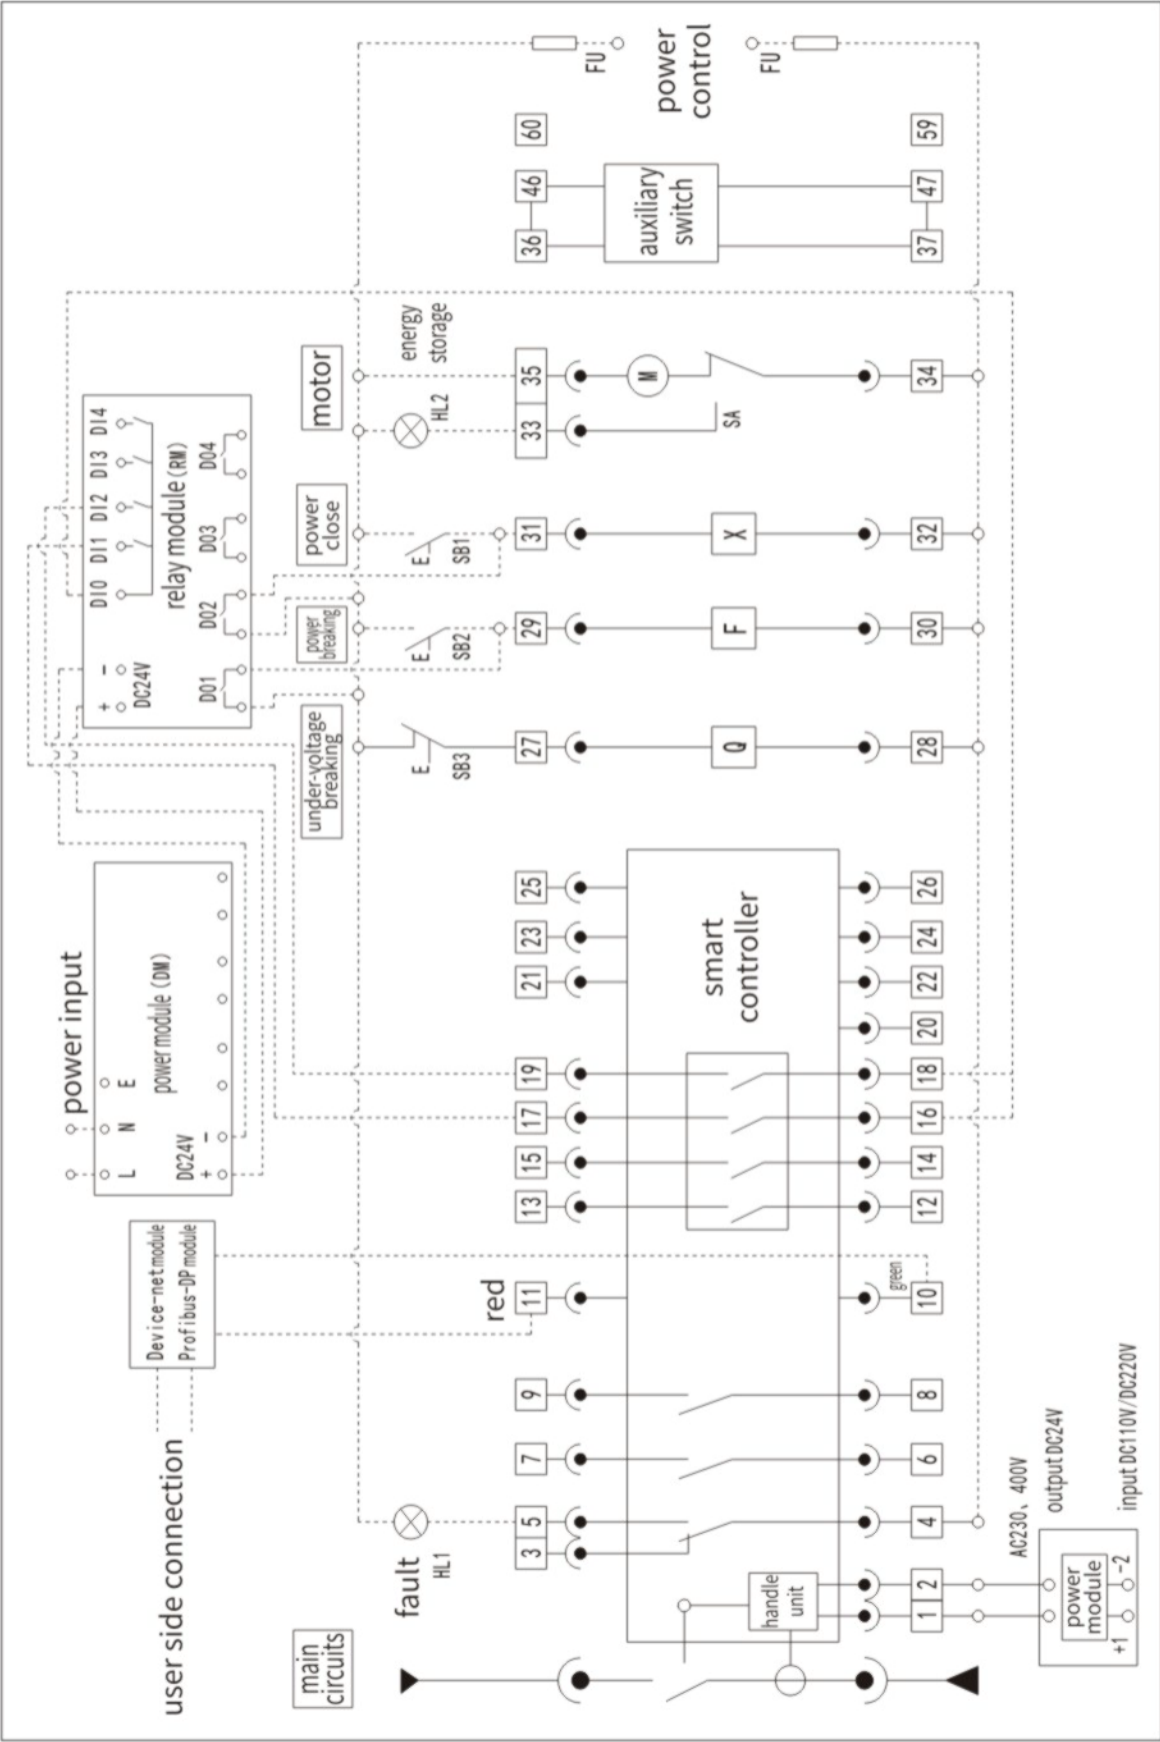 user side connection
Device-net module
Profibus-DP module
power input
L
N
E
DC24V
+
-
power module (DM)
+
-
DC24V
DI0
DI1
DI2
DI3
DI4
relay module (RM)
D01
D02
D03
D04
main
circuits
fault
HL1
red
under-voltage
breaking
power
breaking
power
close
motor
E
SB3
E
SB2
E
SB1
HL2
energy
storage
FU
power
control
FU
3
5
7
9
11
13
15
17
19
21
23
25
27
29
31
33
35
36
46
60
handle
unit
smart
controller
Q
F
X
SA
M
auxiliary
switch
green
1
2
4
6
8
10
12
14
16
18
20
22
24
26
28
30
32
34
37
47
59
AC230、400V
output DC24V
power
module
+1
-2
input DC110V/DC220V